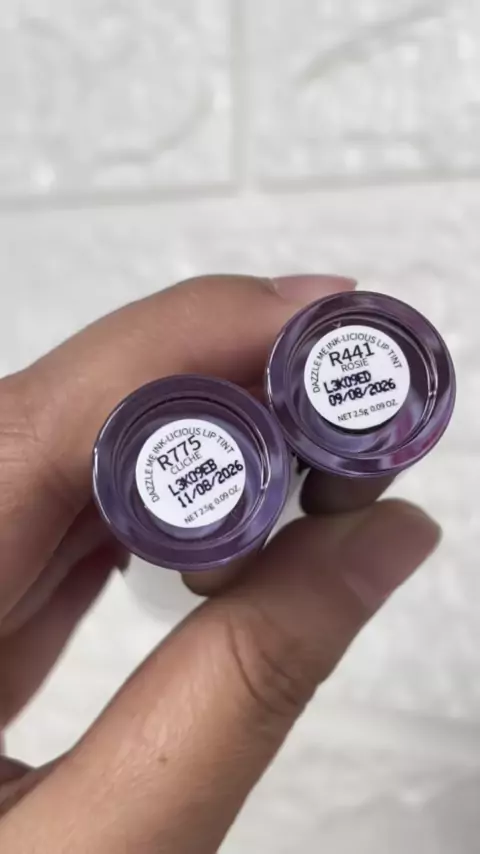 DAZZLE ME INK-LICIOUS LIP TINT
R775
CLICHE
L3K09EB
11/08/2026
NET 2.5g 0.09 OZ.
DAZZLE ME INK-LICIOUS LIP TINT
R441
ROSIE
L3K09ED
09/08/2026
NET 2.5g 0.09 OZ.